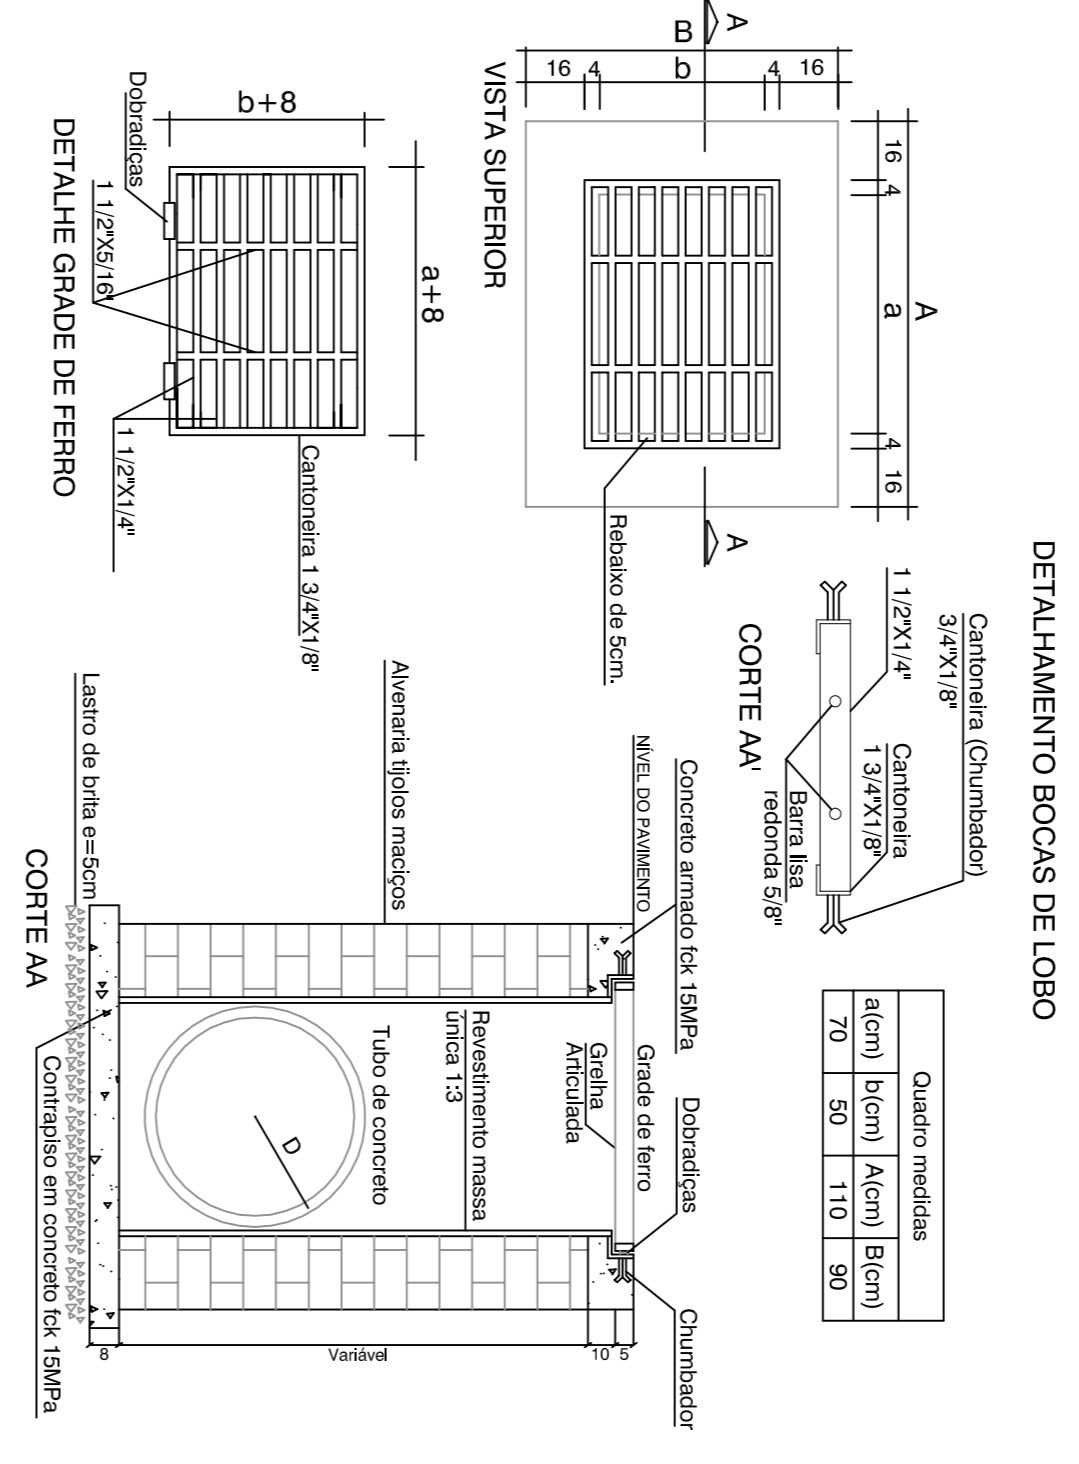 DETALHAMENTO BOCAS DE LOBO
A
16
4
a
4
16
B
16
4
b
4
16
A
A
Rebaixo de 5cm.
VISTA SUPERIOR
Cantoneira (Chumbador)
3/4"X1/8"
1 1/2"X1/4"
Cantoneira
1 3/4"X1/8"
Barra lisa
redonda 5/8"
CORTE AA'
Quadro medidas
a(cm) b(cm) A(cm) B(cm)
70 50 110 90
a+8
b+8
Dobradiças
1 1/2"X5/16"
Cantoneira 1 3/4"X1/8"
1 1/2"X1/4"
DETALHE GRADE DE FERRO
Concreto armado fck 15MPa
NÍVEL DO PAVIMENTO
Dobradiças
Chumbador
Grade de ferro
Grelha
Articulada
Revestimento massa
única 1:3
Tubo de concreto
D
Alvenaria tijolos maciços
Lastro de brita e=5cm
Contrapiso em concreto fck 15MPa
5
10
Variável
8
CORTE AA